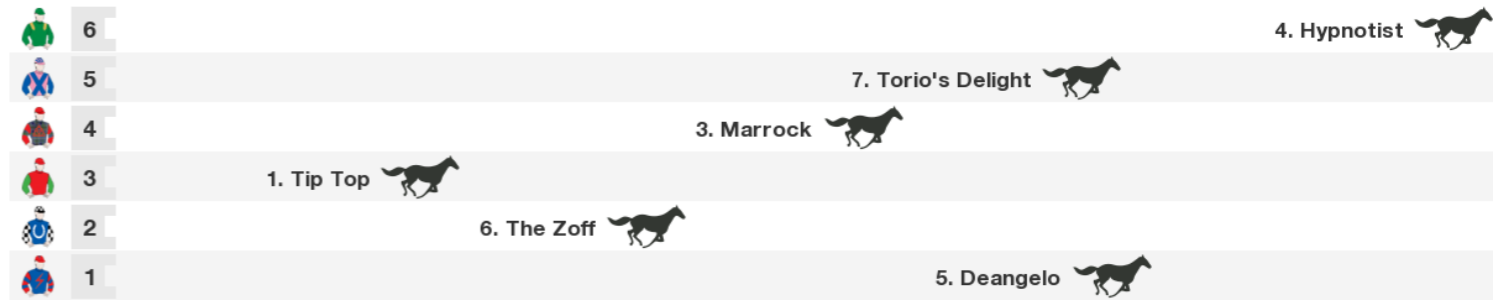 6 4. Hypnotist
5 7. Torio's Delight
4 3. Marrock
3 1. Tip Top
2 6. The Zoff
1 5. Deangelo